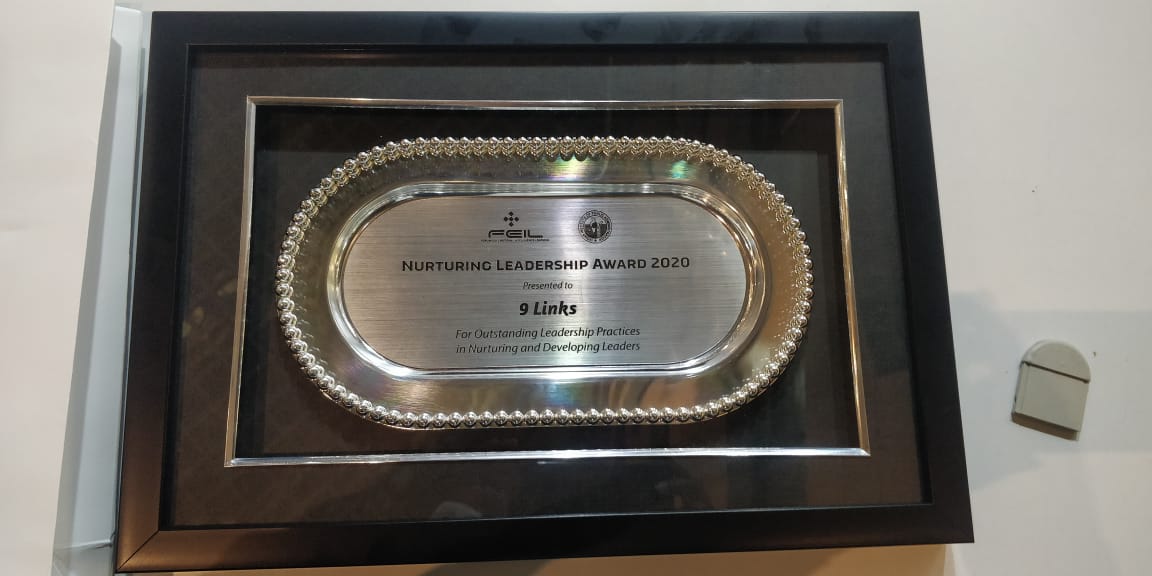 FEIL
NURTURING LEADERSHIP AWARD 2020
Presented to
9 Links
For Outstanding Leadership Practices
in Nurturing and Developing Leaders